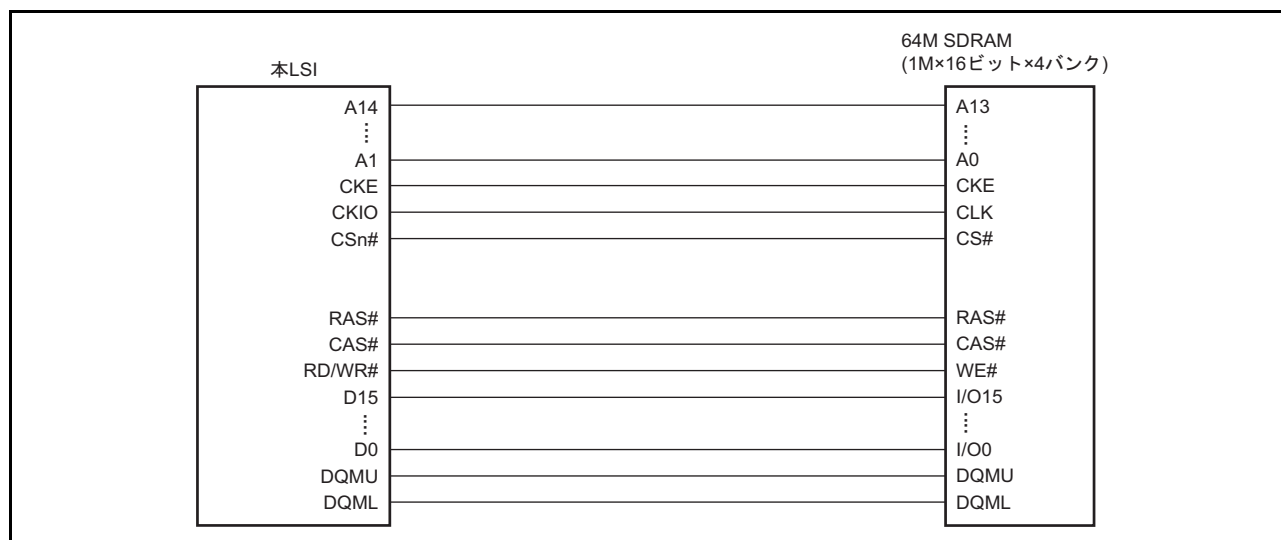 64M SDRAM
(1M×16ビット×4バンク)
本LSI
A14
A1
CKE
CKIO
CSn#
RAS#
CAS#
RD/WR#
D15
D0
DQMU
DQML
A13
A0
CKE
CLK
CS#
RAS#
CAS#
WE#
I/O15
I/O0
DQMU
DQML